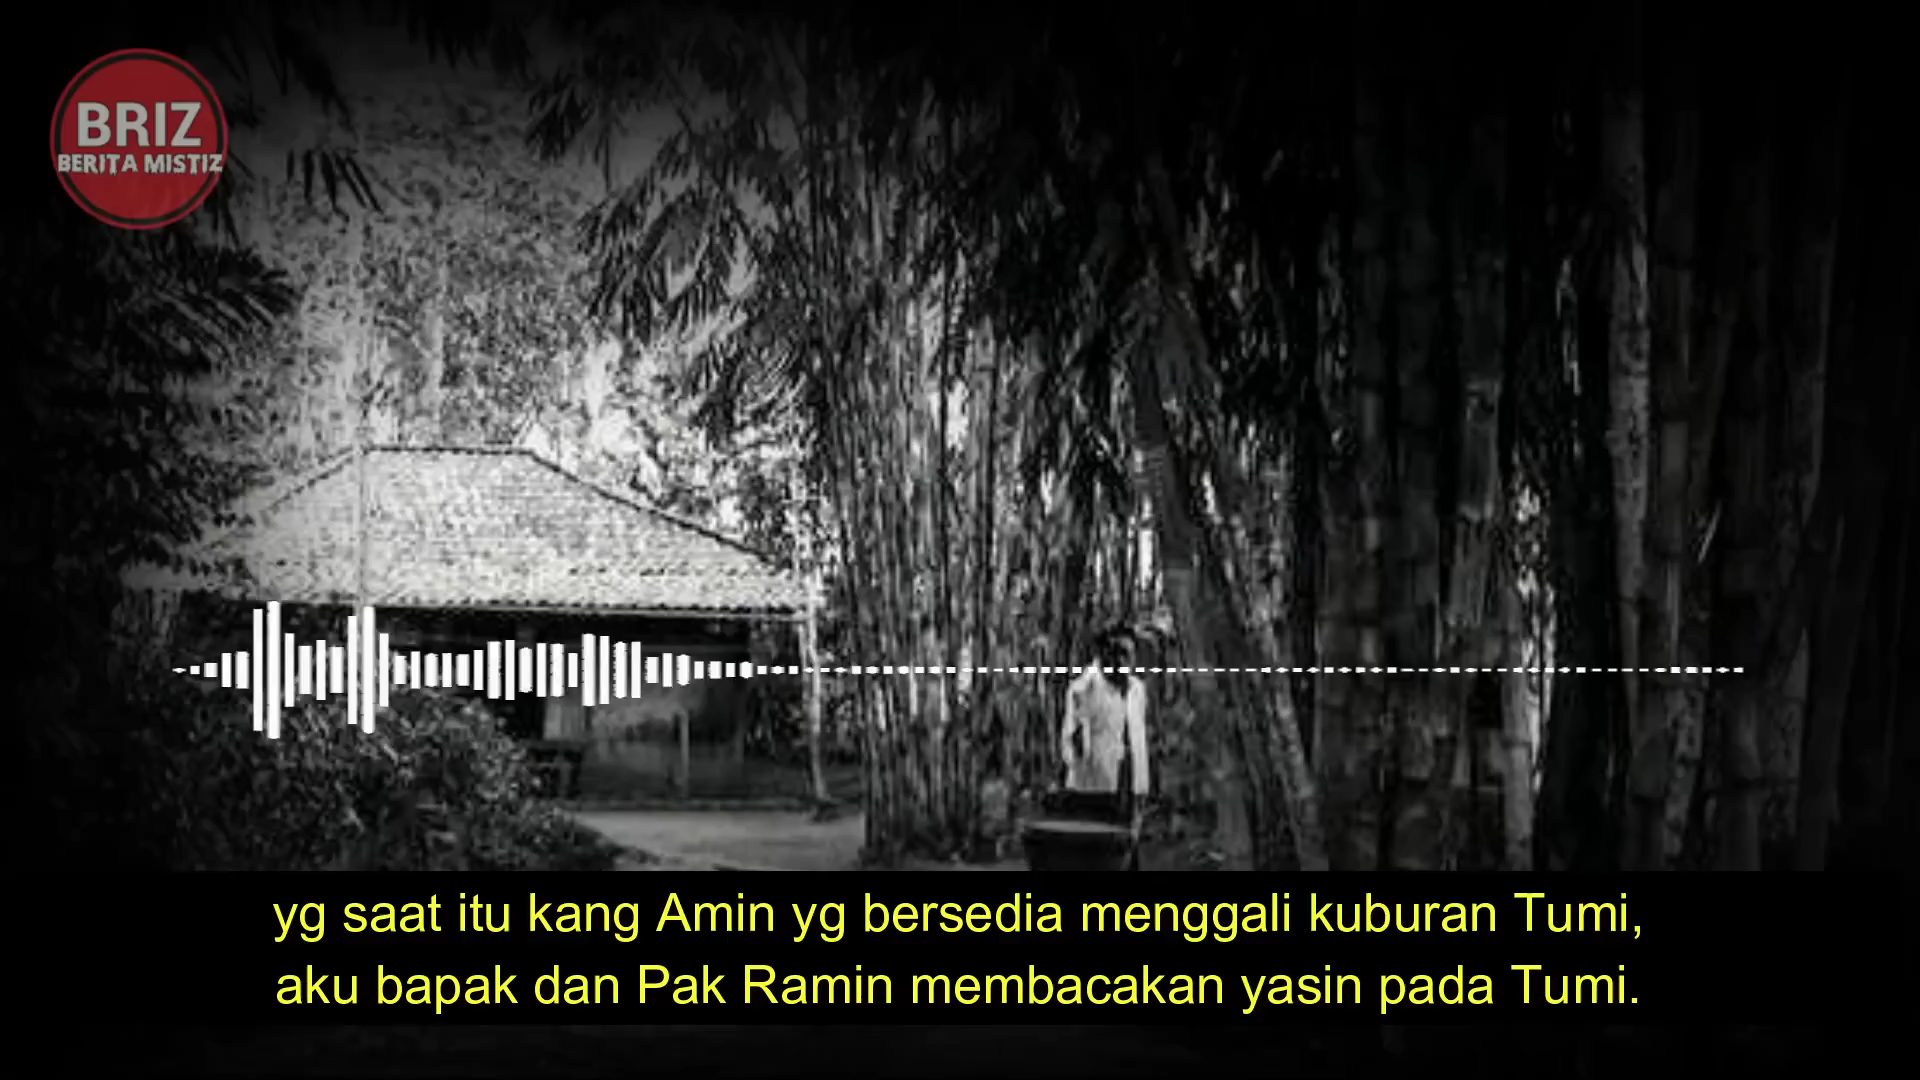 BRIZ
BERITA MISTIZ
yg saat itu kang Amin yg bersedia menggali kuburan Tumi,
aku bapak dan Pak Ramin membacakan yasin pada Tumi.